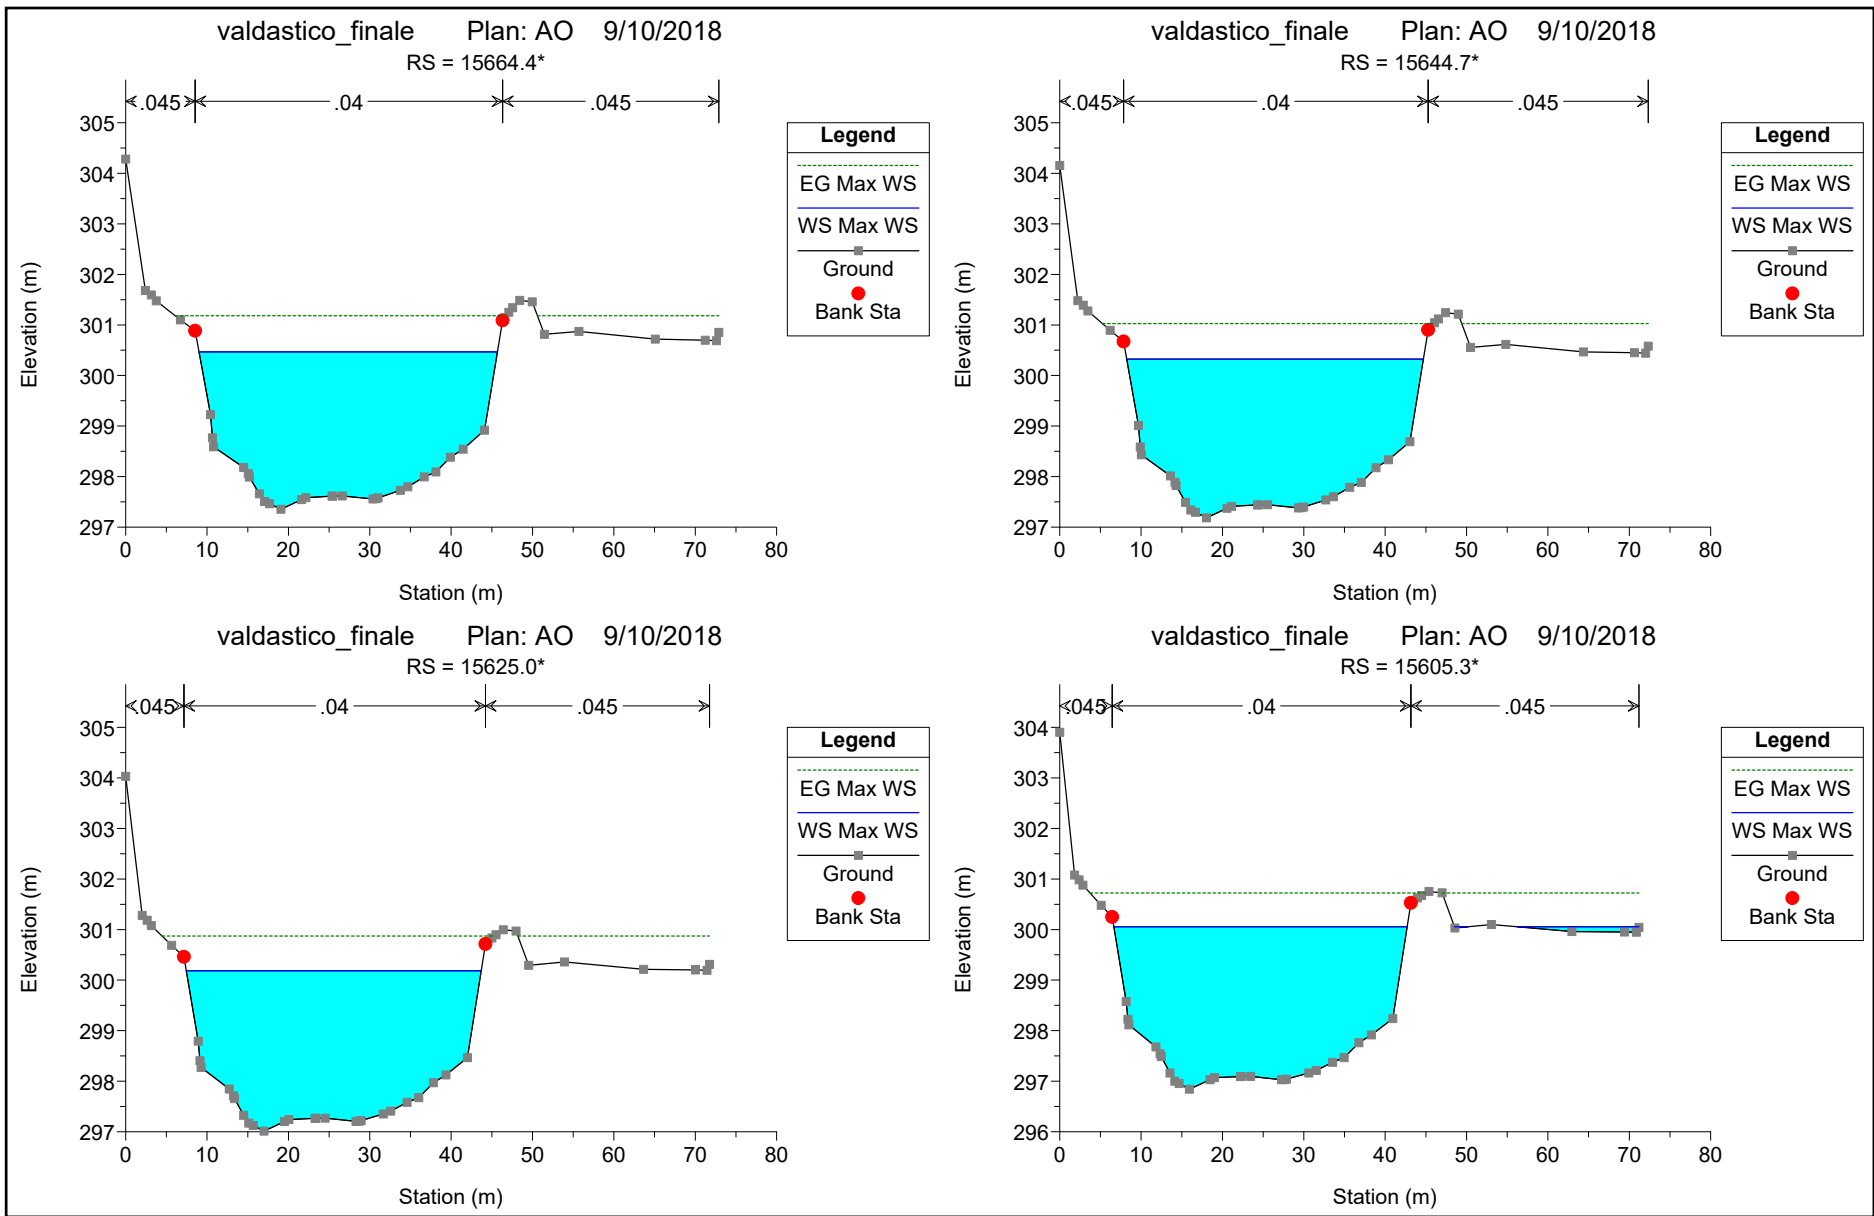 valdastico_finale Plan: AO 9/10/2018
RS = 15664.4*
.045 .04 .045
305
304
303
302
301
300
299
298
297
Elevation (m)
0 10 20 30 40 50 60 70 80
Station (m)
Legend
EG Max WS
WS Max WS
Ground
Bank Sta
valdastico_finale Plan: AO 9/10/2018
RS = 15644.7*
.045 .04 .045
305
304
303
302
301
300
299
298
297
Elevation (m)
0 10 20 30 40 50 60 70 80
Station (m)
Legend
EG Max WS
WS Max WS
Ground
Bank Sta
valdastico_finale Plan: AO 9/10/2018
RS = 15625.0*
.045 .04 .045
305
304
303
302
301
300
299
298
297
Elevation (m)
0 10 20 30 40 50 60 70 80
Station (m)
Legend
EG Max WS
WS Max WS
Ground
Bank Sta
valdastico_finale Plan: AO 9/10/2018
RS = 15605.3*
.045 .04 .045
304
303
302
301
300
299
298
297
296
Elevation (m)
0 10 20 30 40 50 60 70 80
Station (m)
Legend
EG Max WS
WS Max WS
Ground
Bank Sta